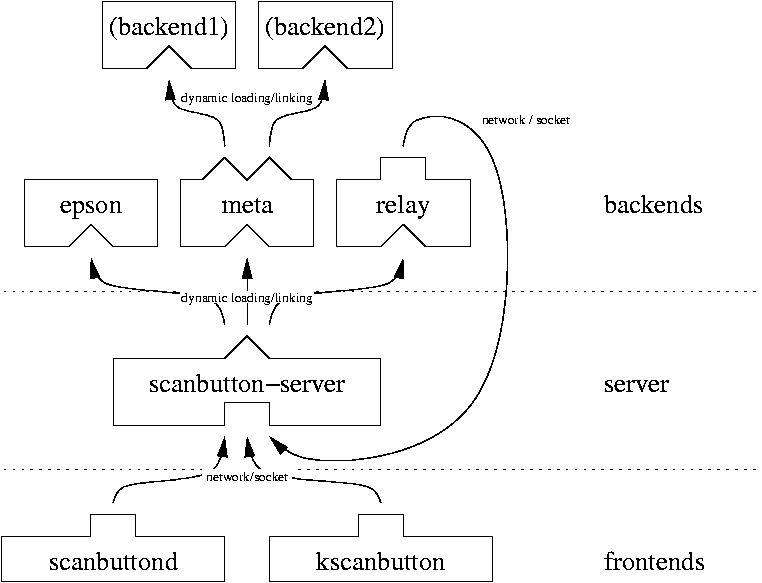 (backend1)
(backend2)
dynamic loading/linking
network / socket
epson
meta
relay
backends
dynamic loading/linking
scanbutton–server
server
network/socket
scanbuttond
kscanbutton
frontends